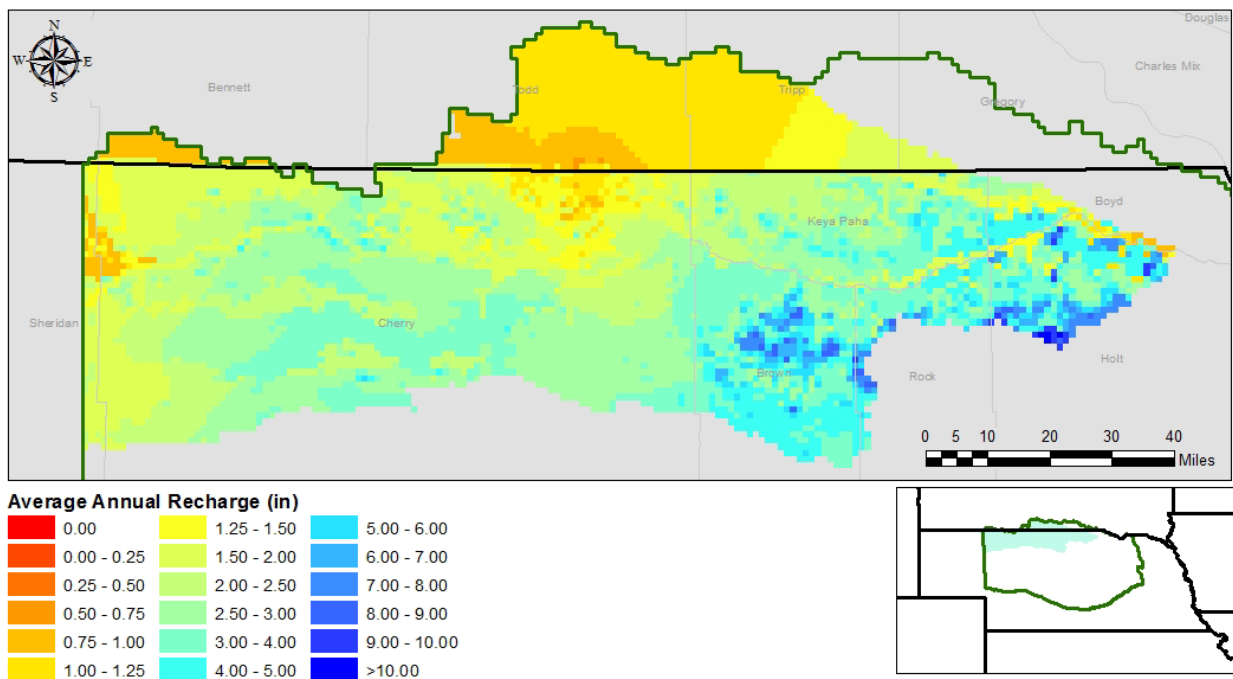 N
W E
S
Douglas
Charles Mix
Bennett
Todd
Tripp
Gregory
Boyd
Keya Paha
Sheridan
Cherry
Brown
Rock
Holt
0 5 10 20 30 40
Miles
Average Annual Recharge (in)
0.00
0.00 - 0.25
0.25 - 0.50
0.50 - 0.75
0.75 - 1.00
1.00 - 1.25
1.25 - 1.50
1.50 - 2.00
2.00 - 2.50
2.50 - 3.00
3.00 - 4.00
4.00 - 5.00
5.00 - 6.00
6.00 - 7.00
7.00 - 8.00
8.00 - 9.00
9.00 - 10.00
>10.00